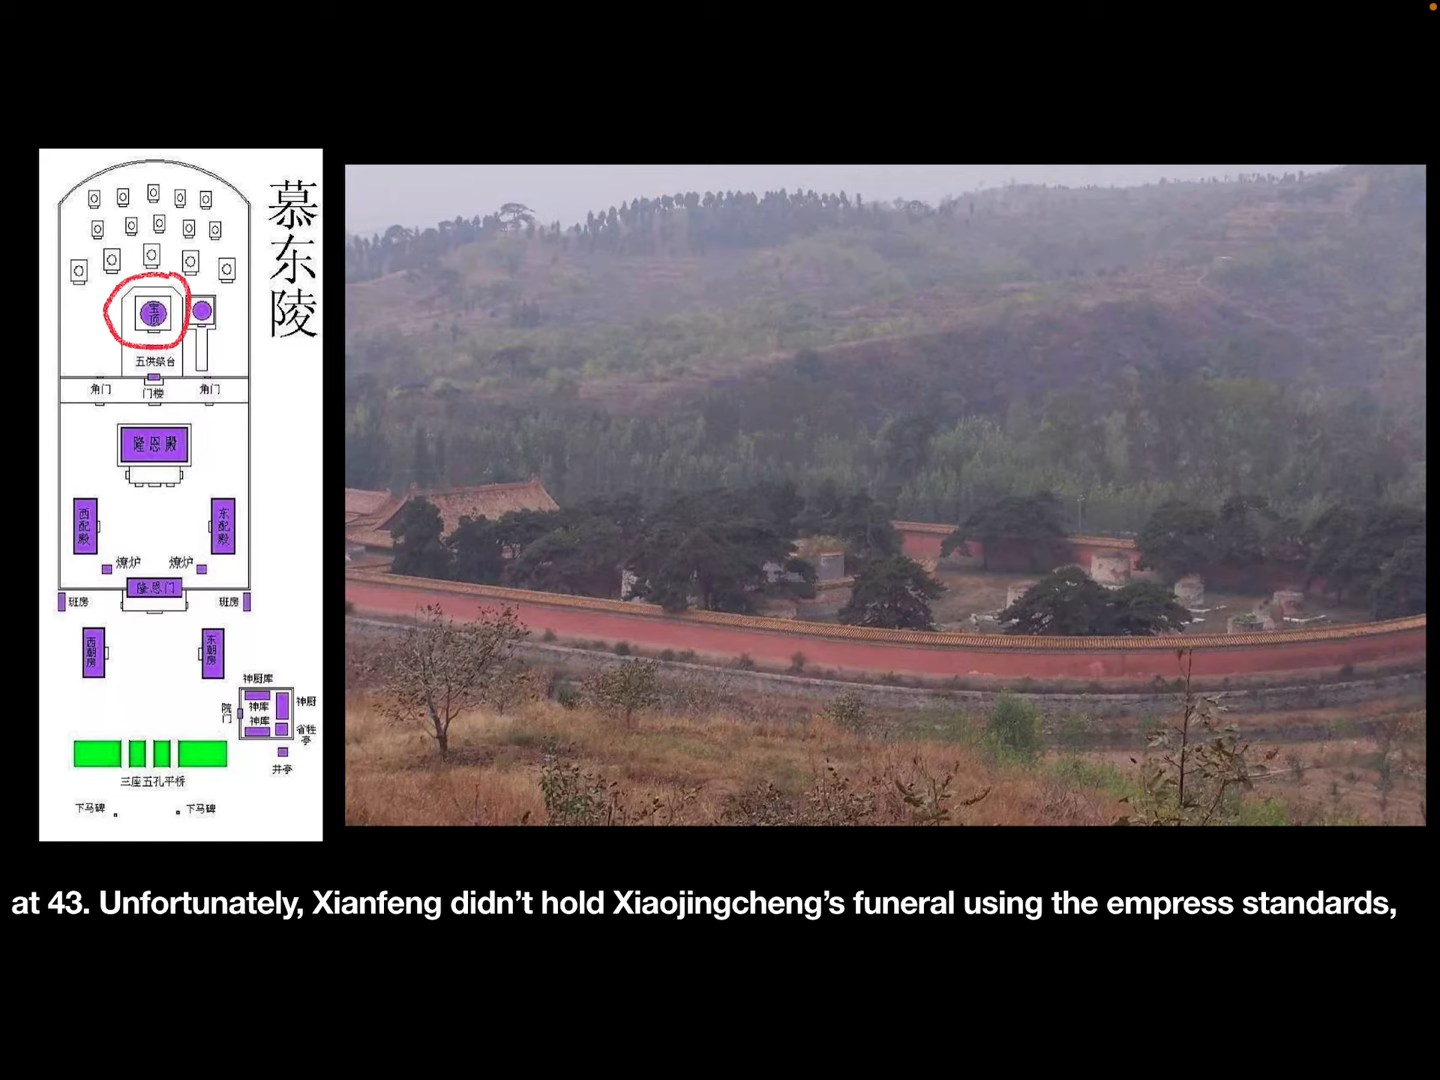 慕东陵
宝顶
五供祭台
角门
门楼
角门
隆恩殿
西配殿
东配殿
燎炉
燎炉
隆恩门
班房
班房
西朝房
东朝房
神厨库
神库
神厨
院门
神库
省牲亭
井亭
三座五孔平桥
下马碑
下马碑
at 43. Unfortunately, Xianfeng didn’t hold Xiaojingcheng’s funeral using the empress standards,